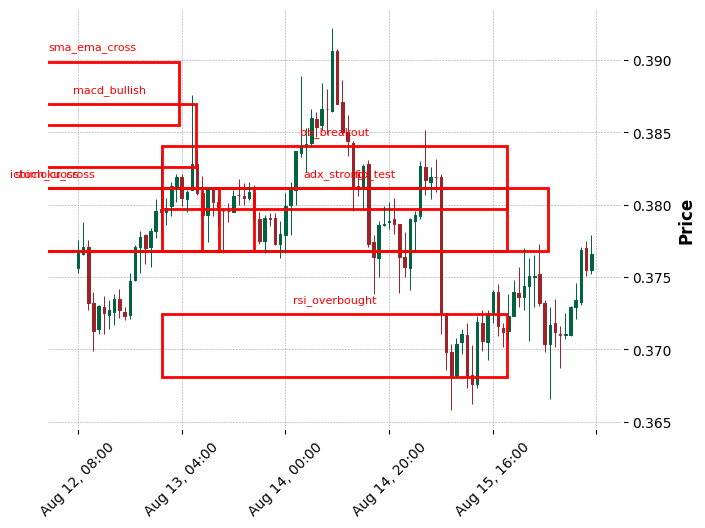 sma_ema_cross
0.390
macd_bullish
0.385
bb_breakout
stoch_cross
adx_strong
fib_test
0.380
Price
0.375
rsi_overbought
0.370
0.365
Aug 12, 08:00
Aug 13, 04:00
Aug 14, 00:00
Aug 14, 20:00
Aug 15, 16:00